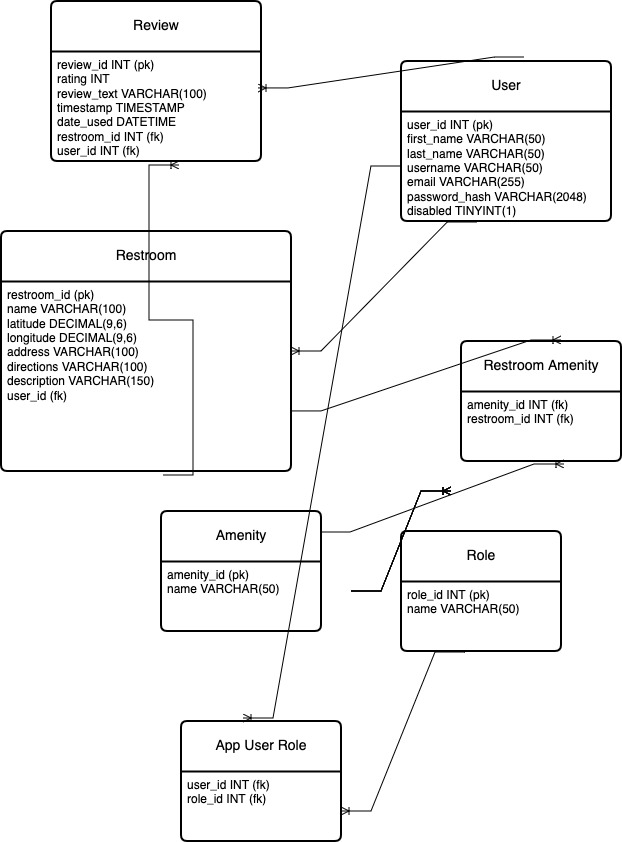 Review
review_id INT (pk)
rating INT
review_text VARCHAR(100)
timestamp TIMESTAMP
date_used DATETIME
restroom_id INT (fk)
user_id INT (fk)
User
user_id INT (pk)
first_name VARCHAR(50)
last_name VARCHAR(50)
username VARCHAR(50)
email VARCHAR(255)
password_hash VARCHAR(2048)
disabled TINYINT(1)
Restroom
restroom_id (pk)
name VARCHAR(100)
latitude DECIMAL(9,6)
longitude DECIMAL(9,6)
address VARCHAR(100)
directions VARCHAR(100)
description VARCHAR(150)
user_id (fk)
Restroom Amenity
amenity_id INT (fk)
restroom_id INT (fk)
Amenity
amenity_id (pk)
name VARCHAR(50)
Role
role_id INT (pk)
name VARCHAR(50)
App User Role
user_id INT (fk)
role_id INT (fk)